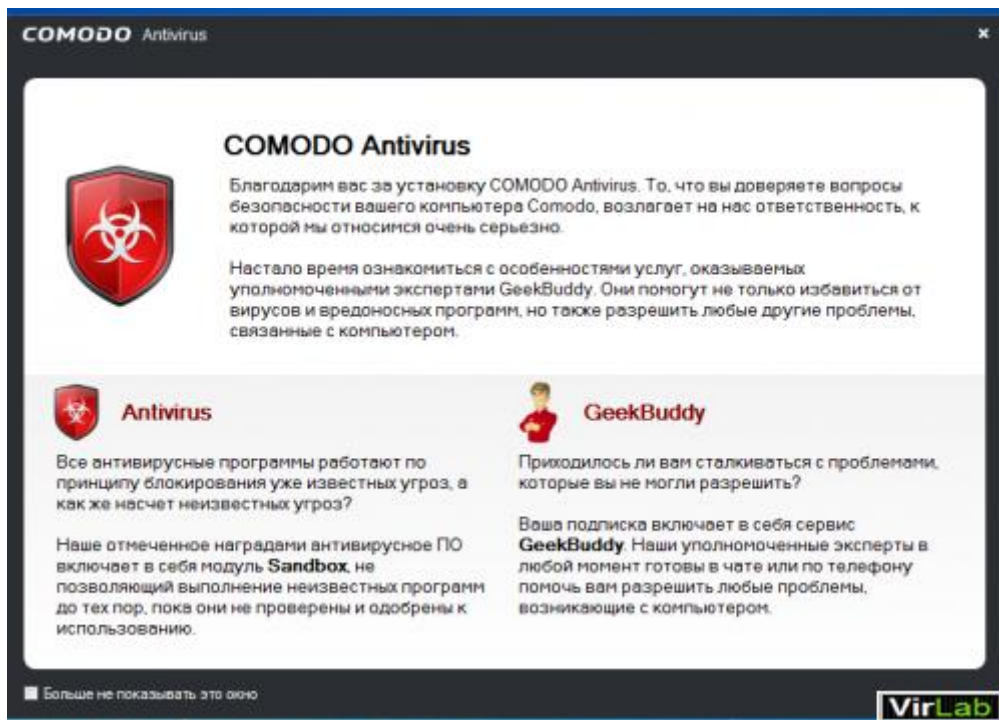 COMODO Antivirus
COMODO Antivirus
Благодарим вас за установку COMODO Antivirus. То, что вы доверяете вопросы
безопасности вашего компьютера Comodo, возлагает на нас ответственность, к
которой мы относимся очень серьезно.
Настало время ознакомиться с особенностями услуг, оказываемых
уполномоченными экспертами GeekBuddy. Они помогут не только избавиться от
вирусов и вредоносных программ, но также разрешить любые другие проблемы,
связанные с компьютером.
Antivirus
Все антивирусные программы работают по
принципу блокирования уже известных угроз, а
как же насчет неизвестных угроз?
Наше отмеченное наградами антивирусное ПО
включает в себя модуль Sandbox, не
позволяющий выполнение неизвестных программ
до тех пор, пока они не проверены и одобрены к
использованию.
GeekBuddy
Приходилось ли вам сталкиваться с проблемами,
которые вы не могли разрешить?
Ваша подписка включает в себя сервис
GeekBuddy. Наши уполномоченные эксперты в
любой момент готовы в чате или по телефону
помочь вам разрешить любые проблемы,
возникающие с компьютером.
Больше не показывать это окно
VirLab